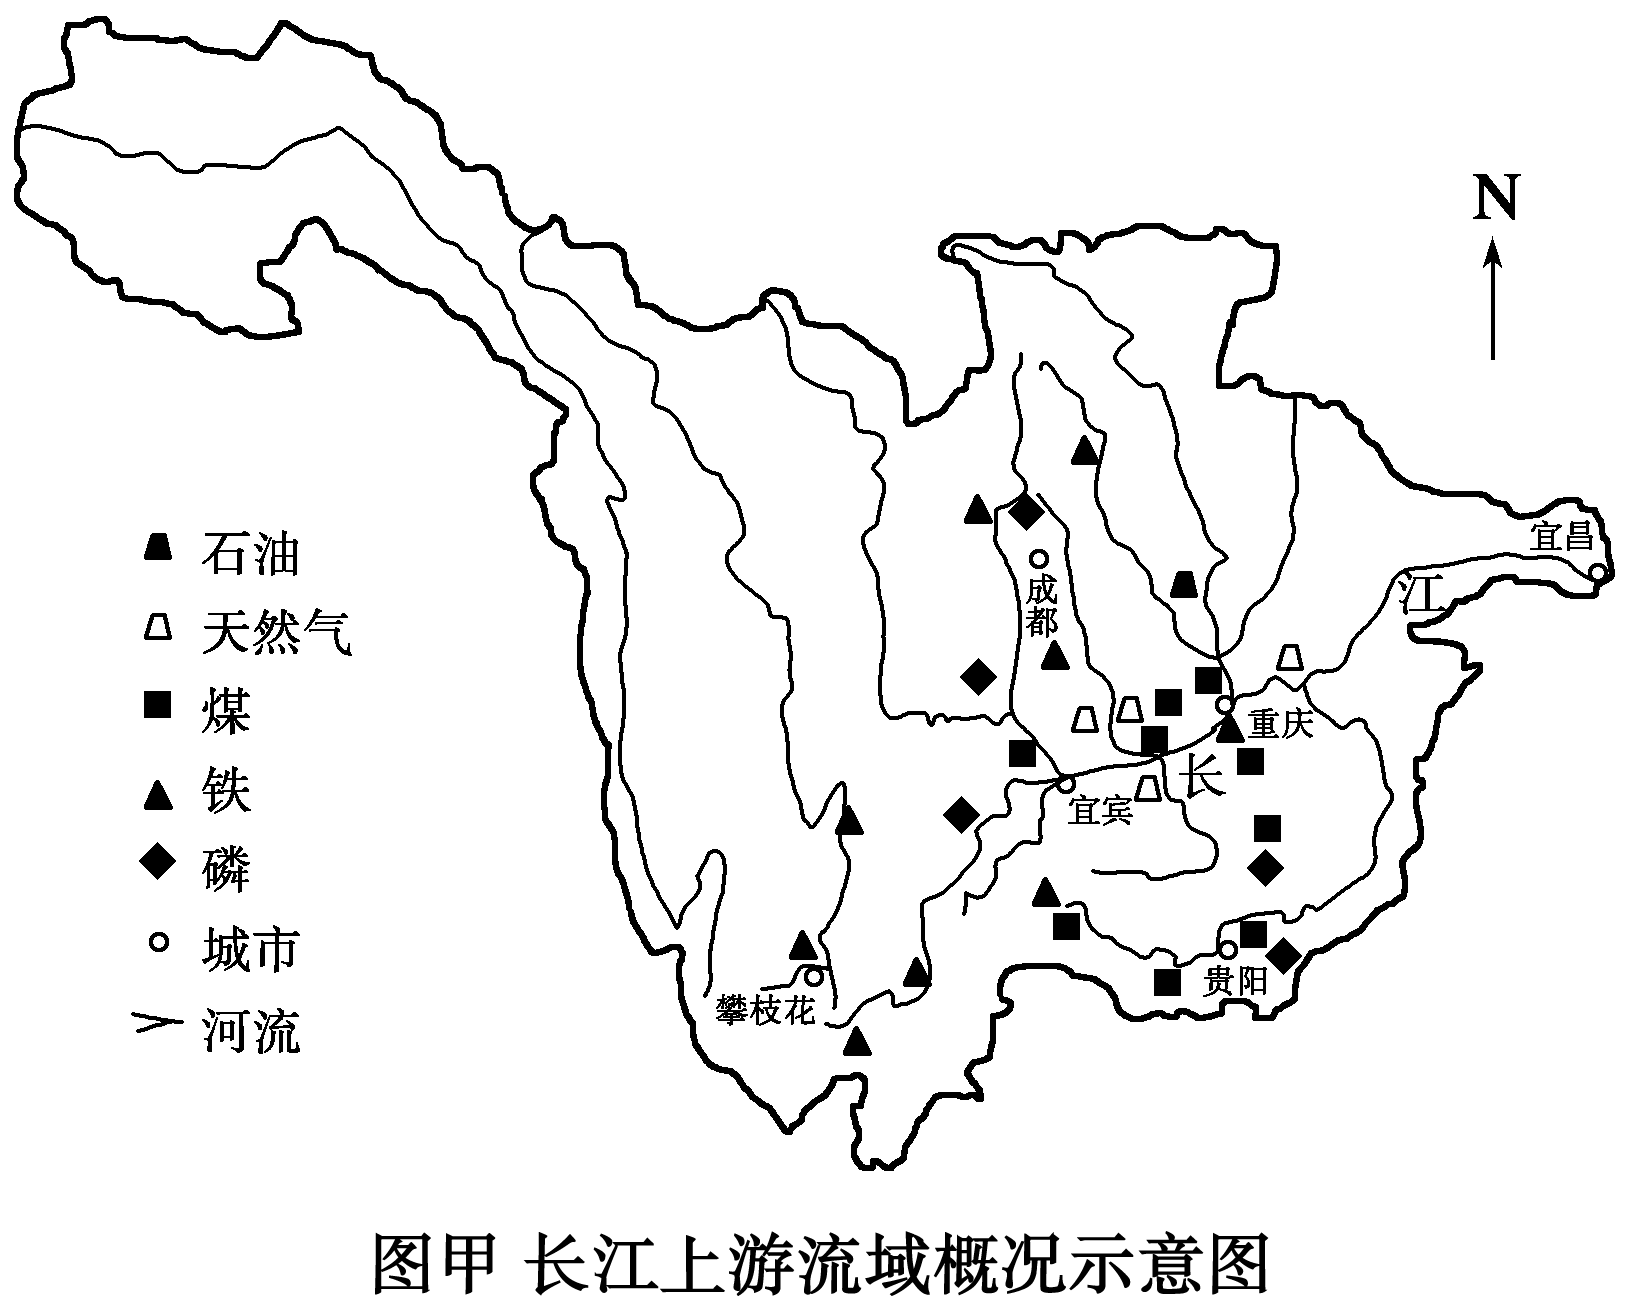 N
宜昌
江
成都
重庆
长
宜宾
贵阳
攀枝花
石油
天然气
煤
铁
磷
城市
河流
图甲 长江上游流域概况示意图